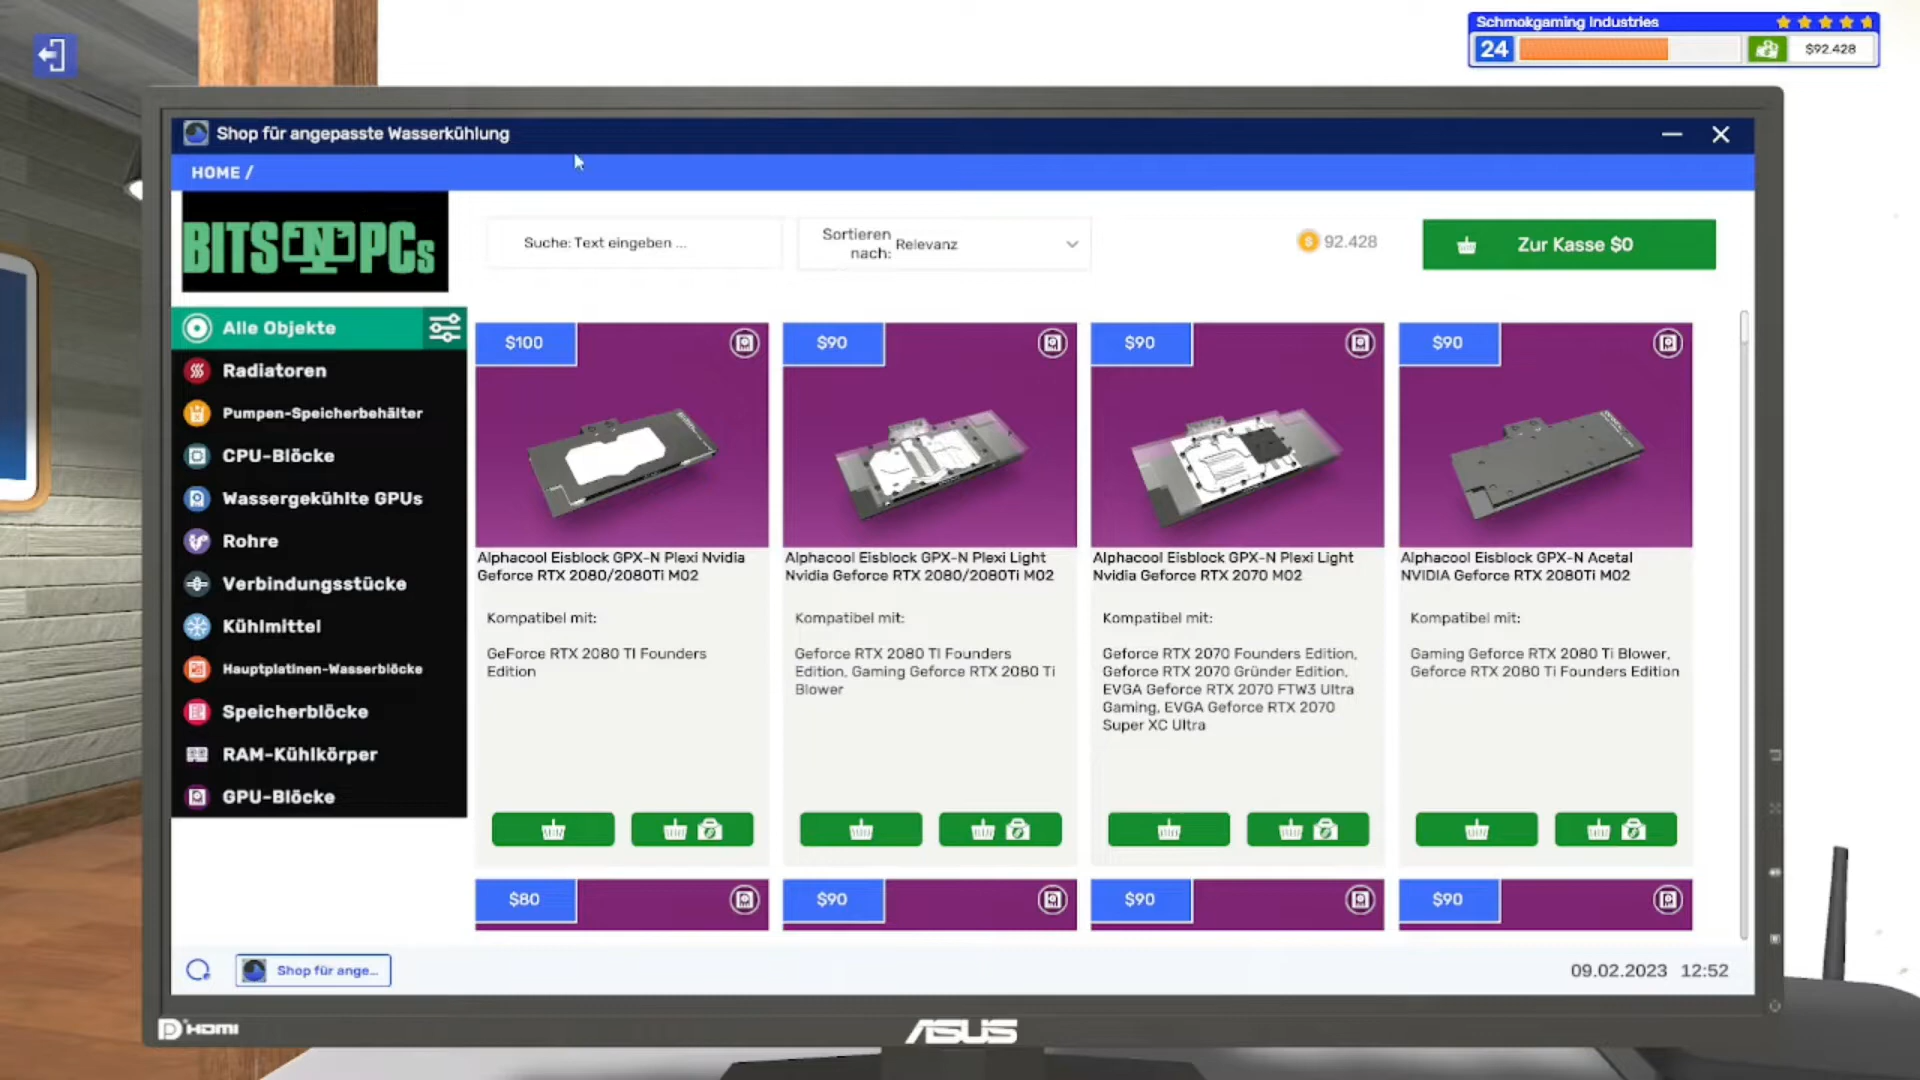 Schmokgaming Industries
24
$92.428
Shop für angepasste Wasserkühlung
HOME /
BITS N PCs
Suche: Text eingeben ...
Sortieren nach:
Relevanz
92.428
Zur Kasse $0
Alle Objekte
Radiatoren
Pumpen-Speicherbehälter
CPU-Blöcke
Wassergekühlte GPUs
Rohre
Verbindungsstücke
Kühlmittel
Hauptplatinen-Wasserblöcke
Speicherblöcke
RAM-Kühlkörper
GPU-Blöcke
$100
Alphacool Eisblock GPX-N Plexi Nvidia
Geforce RTX 2080/2080Ti M02
Kompatibel mit:
GeForce RTX 2080 TI Founders
Edition
$90
Alphacool Eisblock GPX-N Plexi Light
Nvidia Geforce RTX 2080/2080Ti M02
Kompatibel mit:
Geforce RTX 2080 TI Founders
Edition, Gaming Geforce RTX 2080 Ti
Blower
$90
Alphacool Eisblock GPX-N Plexi Light
Nvidia Geforce RTX 2070 M02
Kompatibel mit:
Geforce RTX 2070 Founders Edition,
Geforce RTX 2070 Gründer Edition,
EVGA Geforce RTX 2070 FTW3 Ultra
Gaming, EVGA Geforce RTX 2070
Super XC Ultra
$90
Alphacool Eisblock GPX-N Acetal
NVIDIA Geforce RTX 2080Ti M02
Kompatibel mit:
Gaming Geforce RTX 2080 Ti Blower,
Geforce RTX 2080 Ti Founders Edition
$80
$90
$90
$90
Shop für ange...
09.02.2023 12:52
HDMI
ASUS